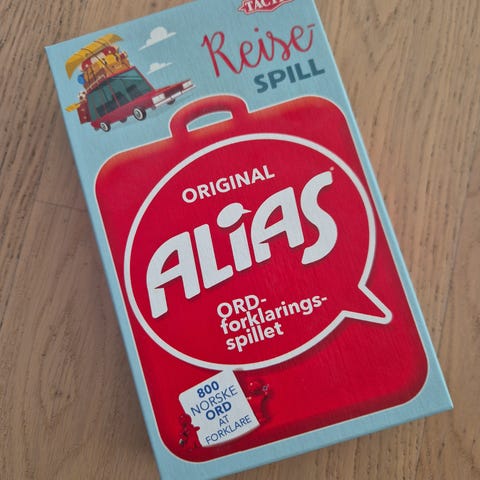 TACTIC
Reise-
SPILL
ORIGINAL
ALiAS
ORD-
forklarings-
spillet
800
NORSKE
ORD
AT
FORKLARE